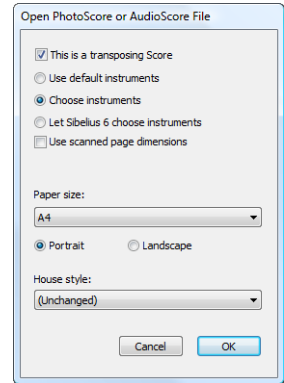 Open PhotoScore or AudioScore File
This is a transposing Score
Use default instruments
Choose instruments
Let Sibelius 6 choose instruments
Use scanned page dimensions
Paper size:
A4
Portrait Landscape
House style:
(Unchanged)
Cancel OK